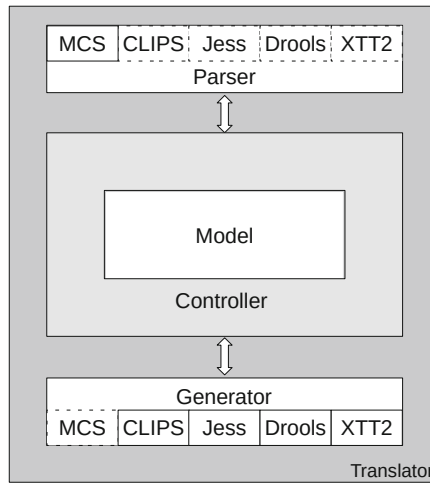 MCS CLIPS Jess Drools XTT2
Parser
Model
Controller
Generator
MCS CLIPS Jess Drools XTT2
Translator